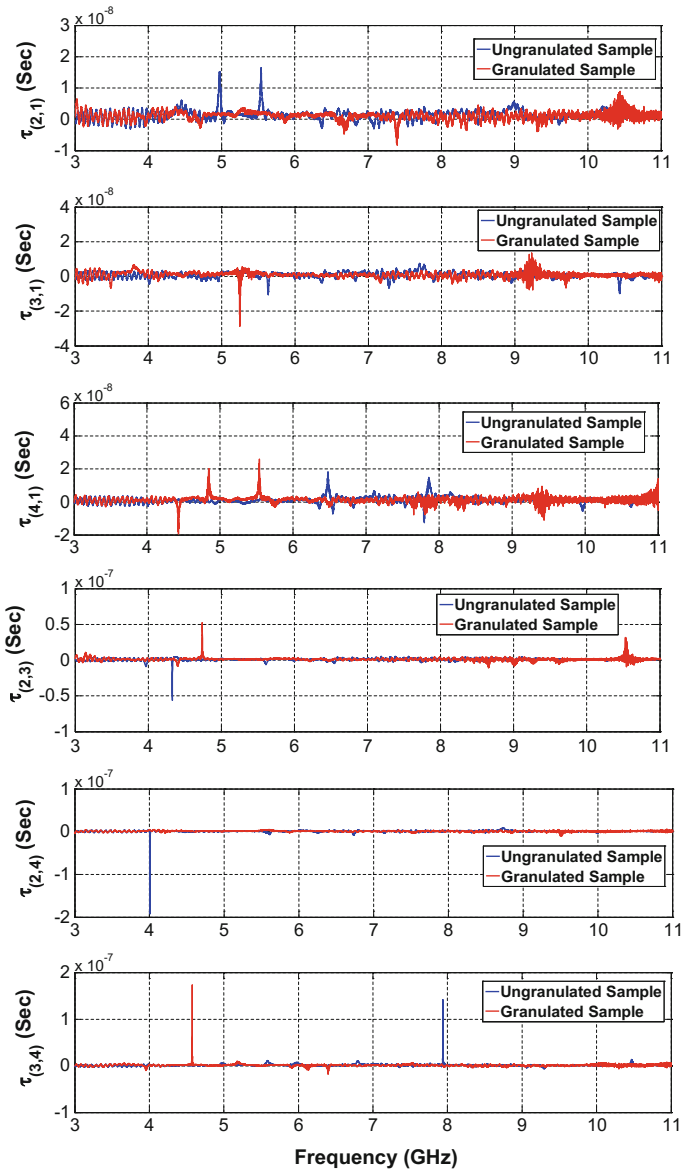 x 10⁻⁸
3
2
1
0
-1
τ(2,1) (Sec)
Ungranulated Sample
Granulated Sample
3 4 5 6 7 8 9 10 11
x 10⁻⁸
4
2
0
-2
-4
τ(3,1) (Sec)
Ungranulated Sample
Granulated Sample
3 4 5 6 7 8 9 10 11
x 10⁻⁸
6
4
2
0
-2
τ(4,1) (Sec)
Ungranulated Sample
Granulated Sample
3 4 5 6 7 8 9 10 11
x 10⁻⁷
1
0.5
0
-0.5
-1
τ(2,3) (Sec)
Ungranulated Sample
Granulated Sample
3 4 5 6 7 8 9 10 11
x 10⁻⁷
1
0
-1
-2
τ(2,4) (Sec)
Ungranulated Sample
Granulated Sample
3 4 5 6 7 8 9 10 11
x 10⁻⁷
2
1
0
-1
τ(3,4) (Sec)
Ungranulated Sample
Granulated Sample
3 4 5 6 7 8 9 10 11
Frequency (GHz)